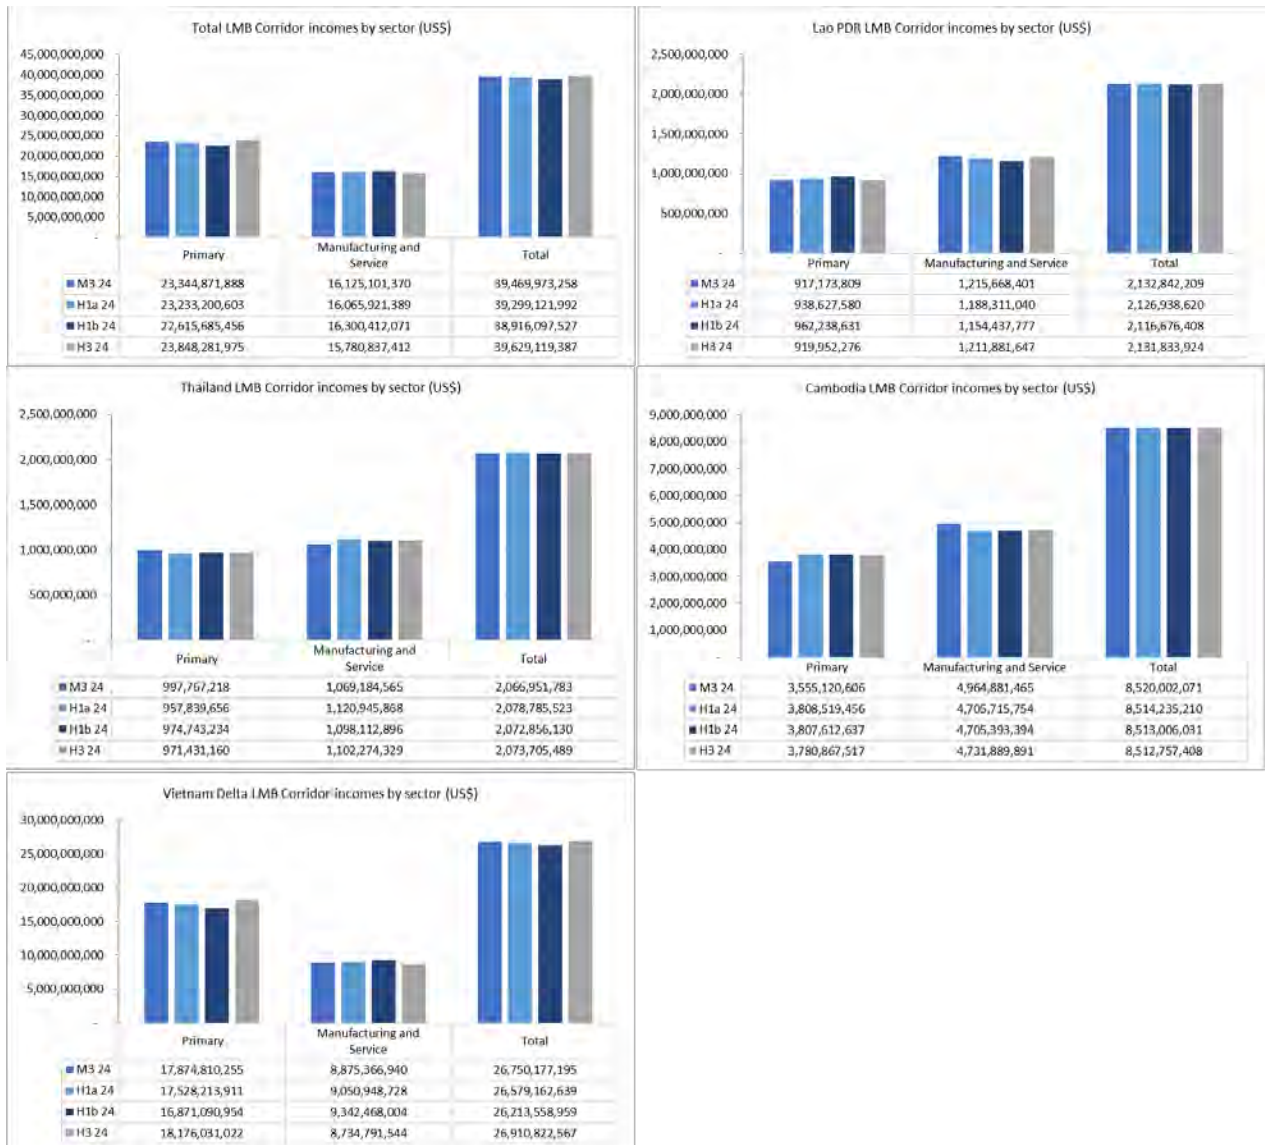 Total LMB Corridor incomes by sector (US$)
45,000,000,000
40,000,000,000
35,000,000,000
30,000,000,000
25,000,000,000
20,000,000,000
15,000,000,000
10,000,000,000
5,000,000,000
-
Primary Manufacturing and Service Total
M3 24 23,344,871,888 16,125,101,370 39,469,973,258
H1a 24 23,233,200,603 16,065,921,389 39,299,121,992
H1b 24 22,615,685,456 16,300,412,071 38,916,097,527
H3 24 23,848,281,975 15,780,837,412 39,629,119,387
Lao PDR LMB Corridor incomes by sector (US$)
2,500,000,000
2,000,000,000
1,500,000,000
1,000,000,000
500,000,000
-
Primary Manufacturing and Service Total
M3 24 917,173,809 1,215,668,401 2,132,842,209
H1a 24 938,627,580 1,188,311,040 2,126,938,620
H1b 24 962,238,631 1,154,437,777 2,116,676,408
H3 24 919,952,276 1,211,881,647 2,131,833,924
Thailand LMB Corridor incomes by sector (US$)
2,500,000,000
2,000,000,000
1,500,000,000
1,000,000,000
500,000,000
-
Primary Manufacturing and Service Total
M3 24 997,767,218 1,069,184,565 2,066,951,783
H1a 24 957,839,656 1,120,945,868 2,078,785,523
H1b 24 974,743,234 1,098,112,896 2,072,856,130
H3 24 971,431,160 1,102,274,329 2,073,705,489
Cambodia LMB Corridor incomes by sector (US$)
9,000,000,000
8,000,000,000
7,000,000,000
6,000,000,000
5,000,000,000
4,000,000,000
3,000,000,000
2,000,000,000
1,000,000,000
-
Primary Manufacturing and Service Total
M3 24 3,555,120,606 4,964,881,465 8,520,002,071
H1a 24 3,808,519,456 4,705,715,754 8,514,235,210
H1b 24 3,807,612,637 4,705,393,394 8,513,006,031
H3 24 3,780,867,517 4,731,889,891 8,512,757,408
Vietnam Delta LMB Corridor incomes by sector (US$)
30,000,000,000
25,000,000,000
20,000,000,000
15,000,000,000
10,000,000,000
5,000,000,000
-
Primary Manufacturing and Service Total
M3 24 17,874,810,255 8,875,366,940 26,750,177,195
H1a 24 17,528,213,911 9,050,948,728 26,579,162,639
H1b 24 16,871,090,954 9,342,468,004 26,213,558,959
H3 24 18,176,031,022 8,734,791,544 26,910,822,567